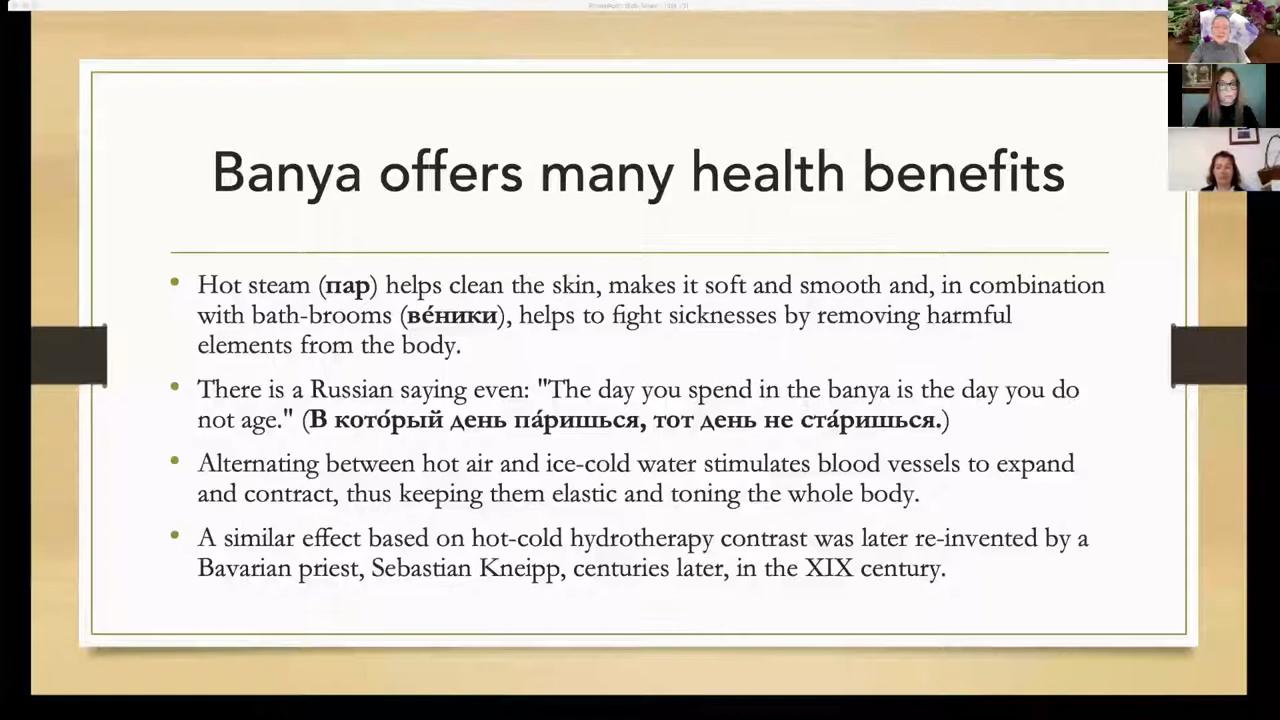 Banya offers many health benefits
• Hot steam (пар) helps clean the skin, makes it soft and smooth and, in combination
with bath-brooms (ве́ники), helps to fight sicknesses by removing harmful
elements from the body.
• There is a Russian saying even: "The day you spend in the banya is the day you do
not age." (В кото́рый день па́ришься, тот день не ста́ришься.)
• Alternating between hot air and ice-cold water stimulates blood vessels to expand
and contract, thus keeping them elastic and toning the whole body.
• A similar effect based on hot-cold hydrotherapy contrast was later re-invented by a
Bavarian priest, Sebastian Kneipp, centuries later, in the XIX century.